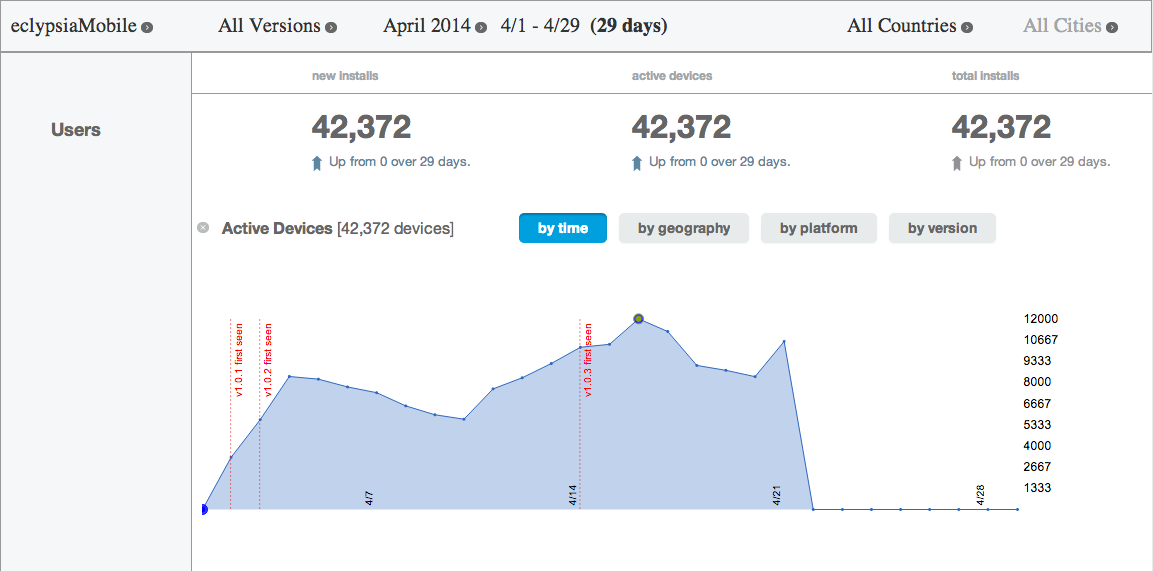 eclypsiaMobile All Versions April 2014 4/1 - 4/29 (29 days) All Countries All Cities
new installs active devices total installs
Users
42,372 42,372 42,372
Up from 0 over 29 days. Up from 0 over 29 days. Up from 0 over 29 days.
Active Devices [42,372 devices] by time by geography by platform by version
v1.0.1 first seen
v1.0.2 first seen
v1.0.3 first seen
12000
10667
9333
8000
6667
5333
4000
2667
1333
4/7 4/14 4/21 4/28